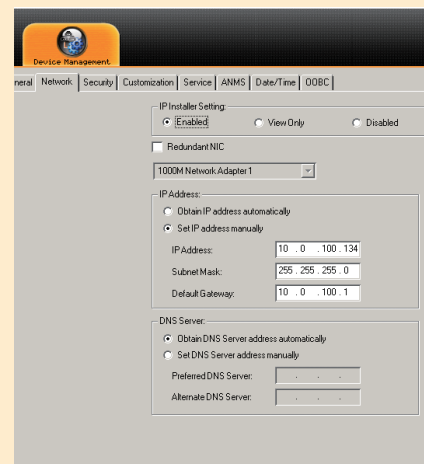 Device Management
neral Network Security Customization Service ANMS Date/Time OOBC
IP Installer Setting:
Enabled View Only Disabled
Redundant NIC
1000M Network Adapter 1
IP Address:
Obtain IP address automatically
Set IP address manually
IP Address: 10 . 0 . 100 . 134
Subnet Mask: 255 . 255 . 255 . 0
Default Gateway: 10 . 0 . 100 . 1
DNS Server:
Obtain DNS Server address automatically
Set DNS Server address manually
Preferred DNS Server: . . .
Alternate DNS Server: . . .